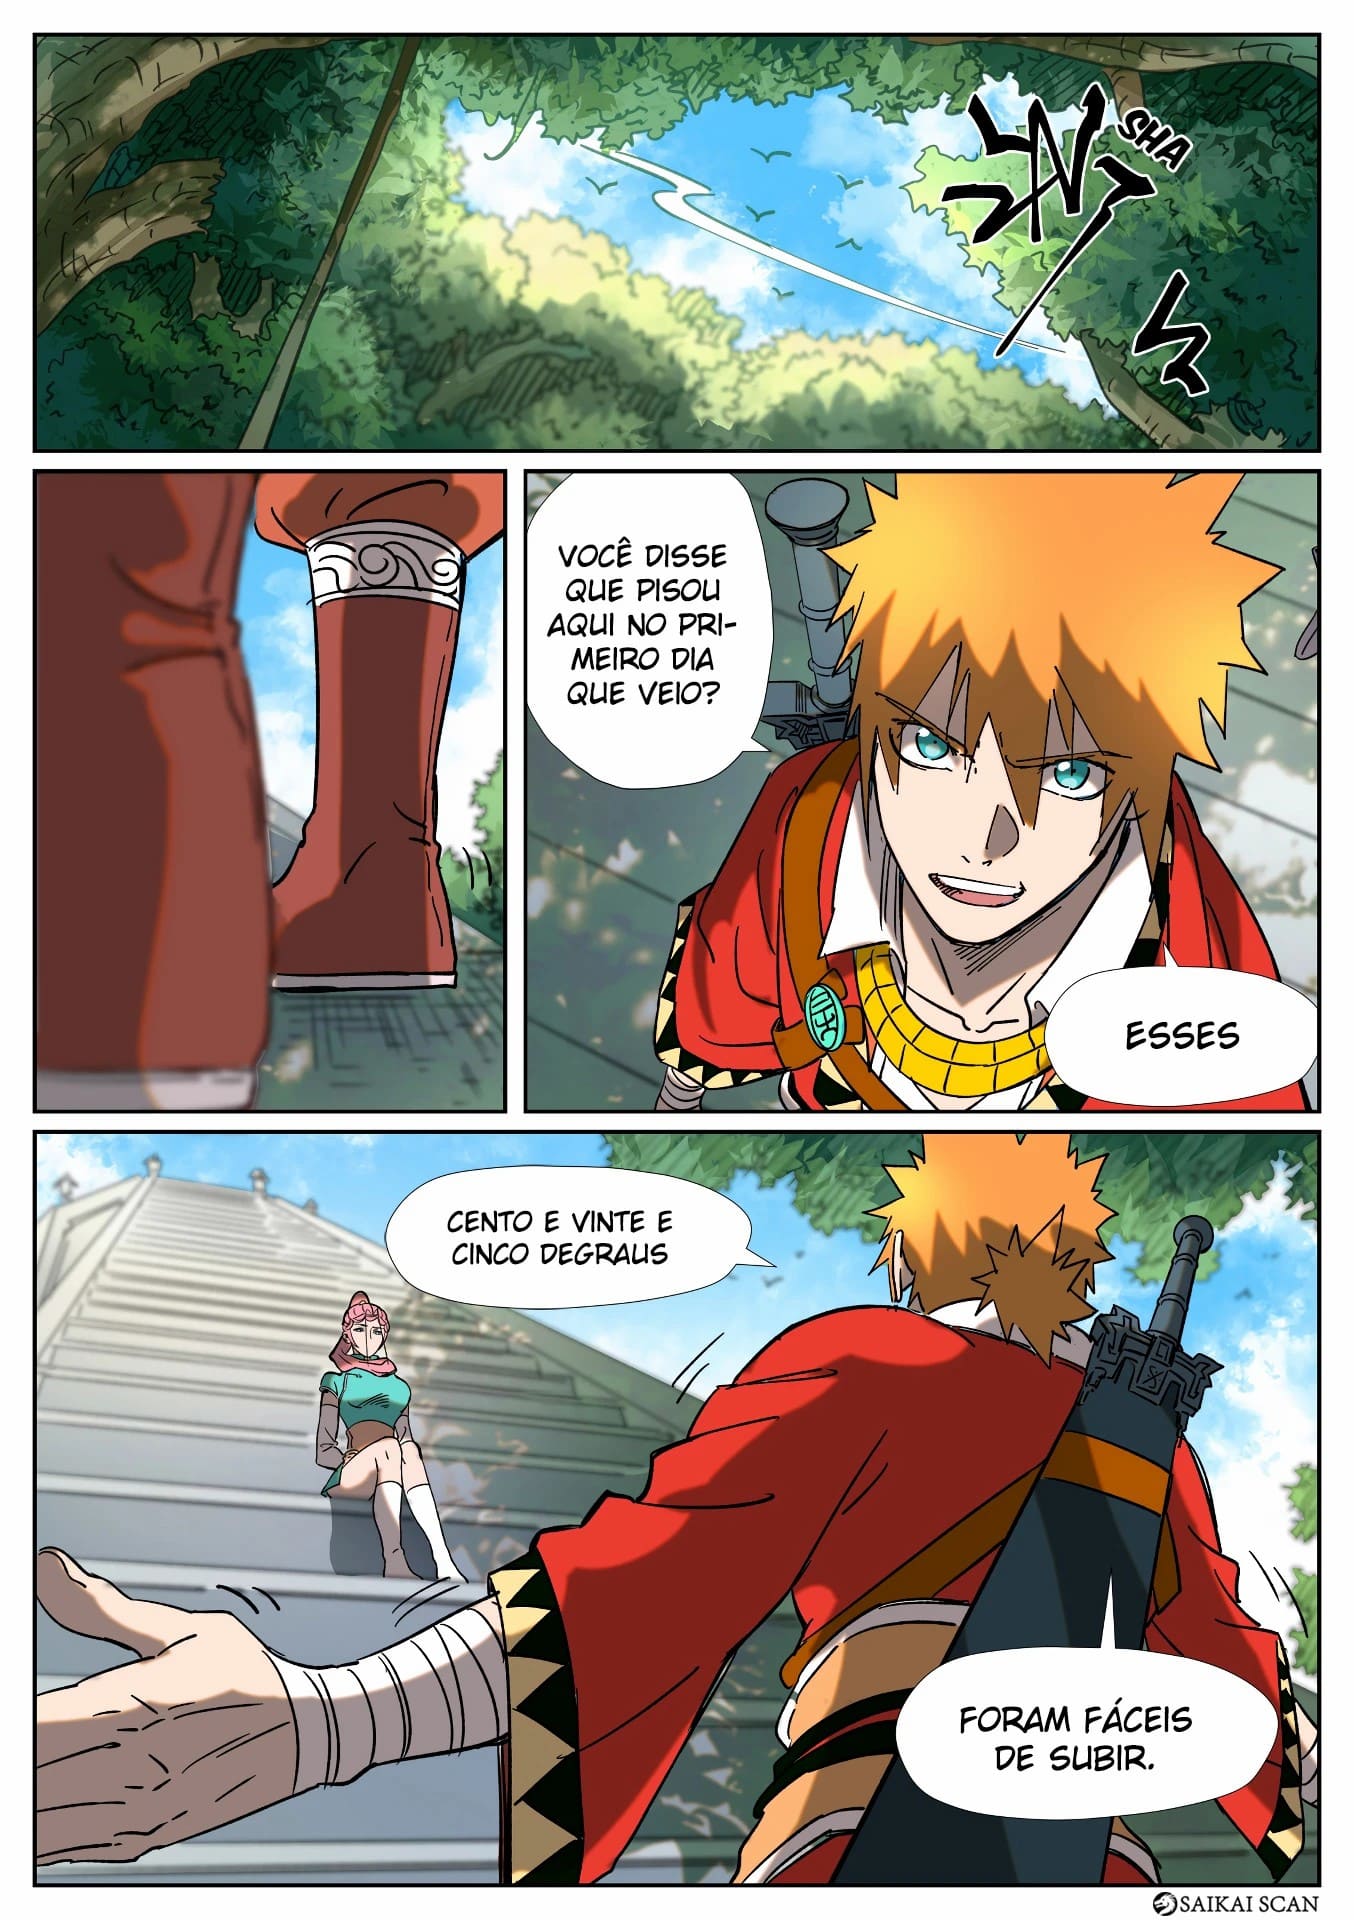 SHA
VOCÊ DISSE
QUE PISOU
AQUI NO PRI-
MEIRO DIA
QUE VEIO?
ESSES
CENTO E VINTE E
CINCO DEGRAUS
FORAM FÁCEIS
DE SUBIR.
SAIKAI SCAN